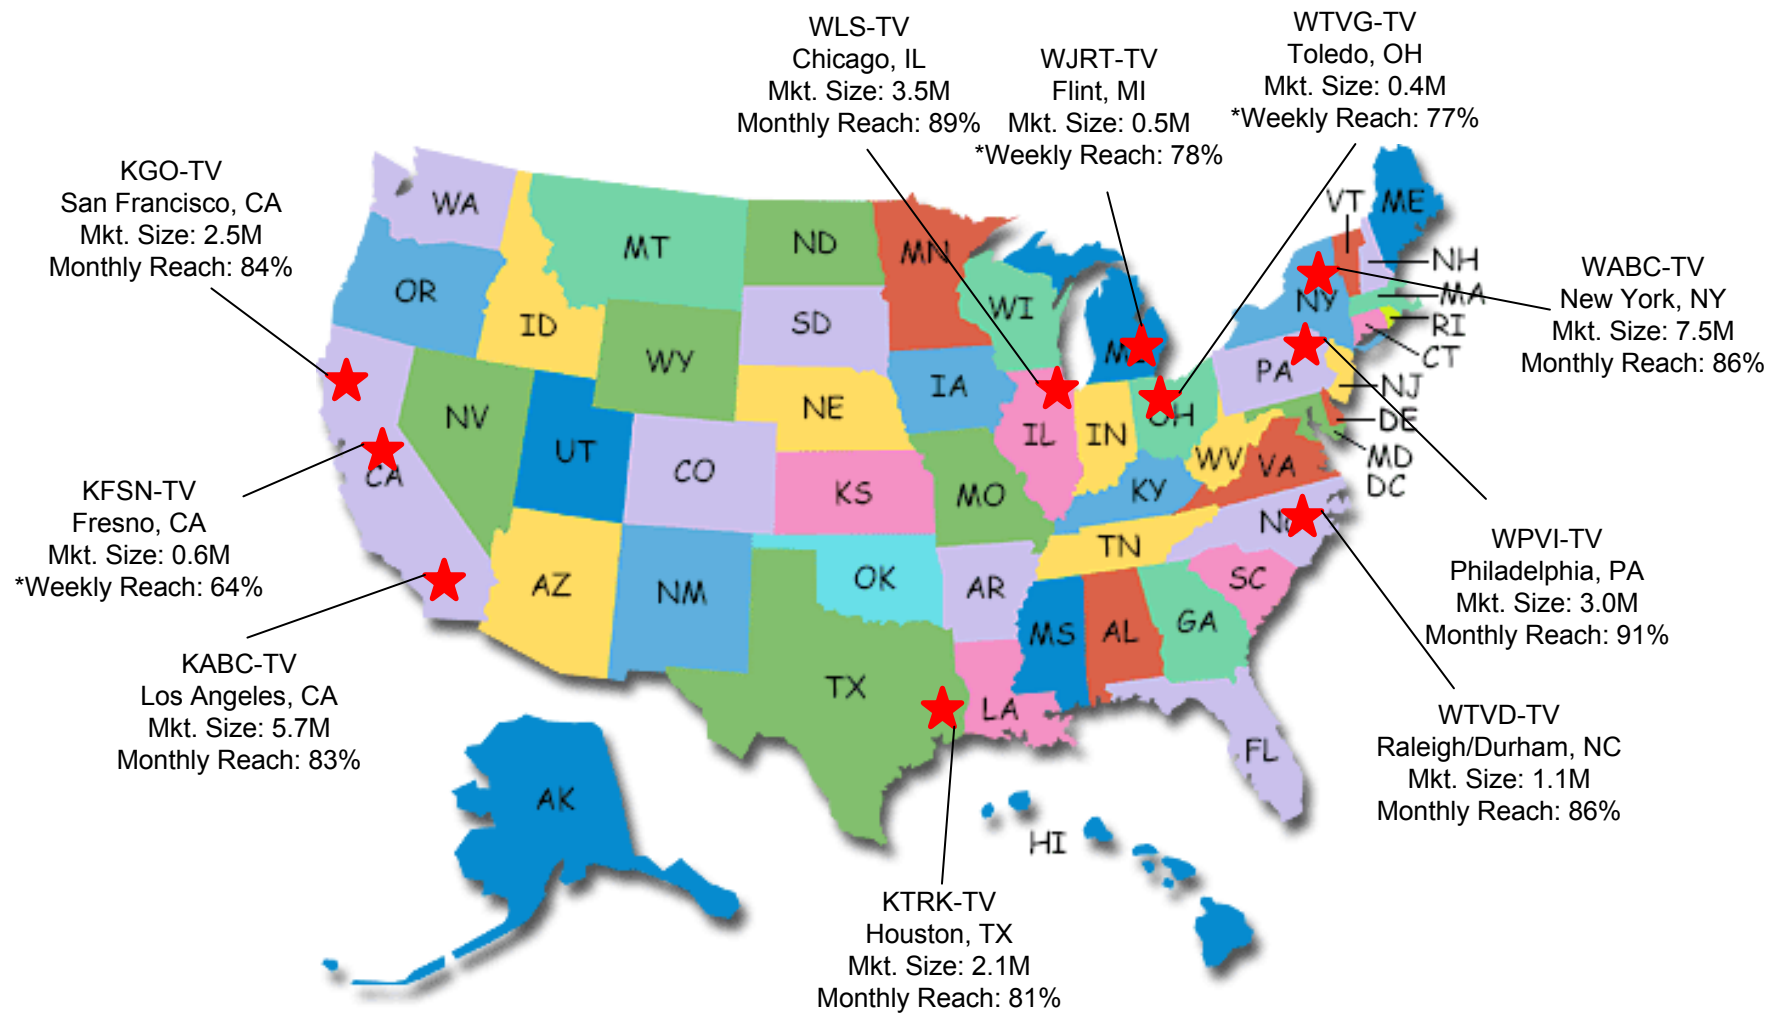 WLS-TV
Chicago, IL
Mkt. Size: 3.5M
Monthly Reach: 89%
WJRT-TV
Flint, MI
Mkt. Size: 0.5M
*Weekly Reach: 78%
WTVG-TV
Toledo, OH
Mkt. Size: 0.4M
*Weekly Reach: 77%
KGO-TV
San Francisco, CA
Mkt. Size: 2.5M
Monthly Reach: 84%
WABC-TV
New York, NY
Mkt. Size: 7.5M
Monthly Reach: 86%
KFSN-TV
Fresno, CA
Mkt. Size: 0.6M
*Weekly Reach: 64%
WPVI-TV
Philadelphia, PA
Mkt. Size: 3.0M
Monthly Reach: 91%
KABC-TV
Los Angeles, CA
Mkt. Size: 5.7M
Monthly Reach: 83%
WTVD-TV
Raleigh/Durham, NC
Mkt. Size: 1.1M
Monthly Reach: 86%
KTRK-TV
Houston, TX
Mkt. Size: 2.1M
Monthly Reach: 81%
WA
OR
ID
MT
ND
MN
SD
WY
WI
NE
IA
NV
UT
CO
KS
MO
IL
IN
OH
KY
WV
VA
PA
NY
VT
ME
NH
MA
RI
CT
NJ
DE
MD
DC
CA
AZ
NM
OK
AR
TN
NC
SC
MS
AL
GA
TX
LA
FL
AK
HI